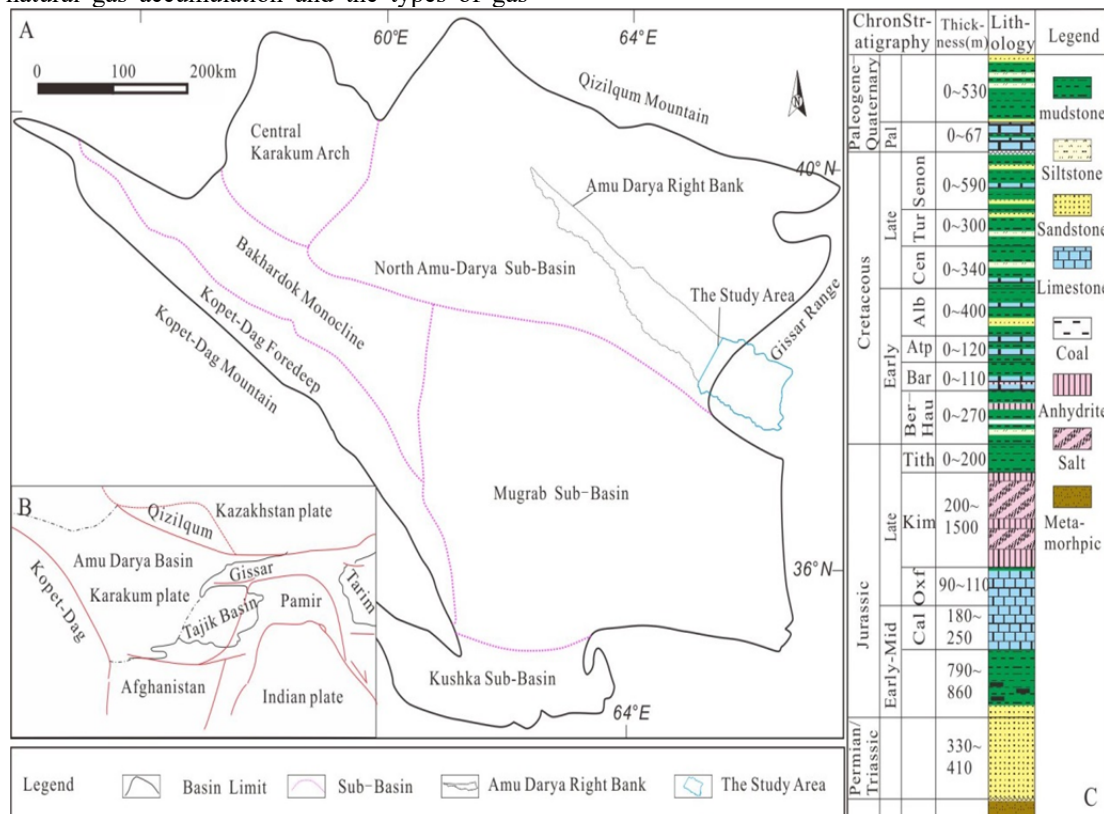 natural gas accumulation and the types of gas
A
60°E
64°E
0
100
200km
Qizilqum Mountain
N
Central
Karakum Arch
40° N
Amu Darya Right Bank
Bakhardok Monocline
North Amu-Darya Sub-Basin
Kopet-Dag Foredeep
The Study Area
Gissar Range
Kopet-Dag Mountain
Mugrab Sub-Basin
36° N
Kushka Sub-Basin
64°E
B
Qizilqum
Kazakhstan plate
Amu Darya Basin
Gissar
Kopet-Dag
Karakum plate
Tajik Basin
Pamir
Tarim
Afghanistan
Indian plate
Legend
Basin Limit
Sub-Basin
Amu Darya Right Bank
The Study Area
ChronStr-
atigraphy
Thick-
ness(m)
Lith-
ology
Legend
Paleogene-
Quaternary
0~530
Pal
0~67
Cretaceous
Late
Senon
0~590
Tur
0~300
Cen
0~340
Early
Alb
0~400
Atp
0~120
Bar
0~110
Ber-
Hau
0~270
Jurassic
Late
Tith
0~200
Kim
200~
1500
Oxf
90~110
Early-Mid
Cal
180~
250
790~
860
Permian/
Triassic
330~
410
mudstone
Siltstone
Sandstone
Limestone
Coal
Anhydrite
Salt
Meta-
morhpic
C